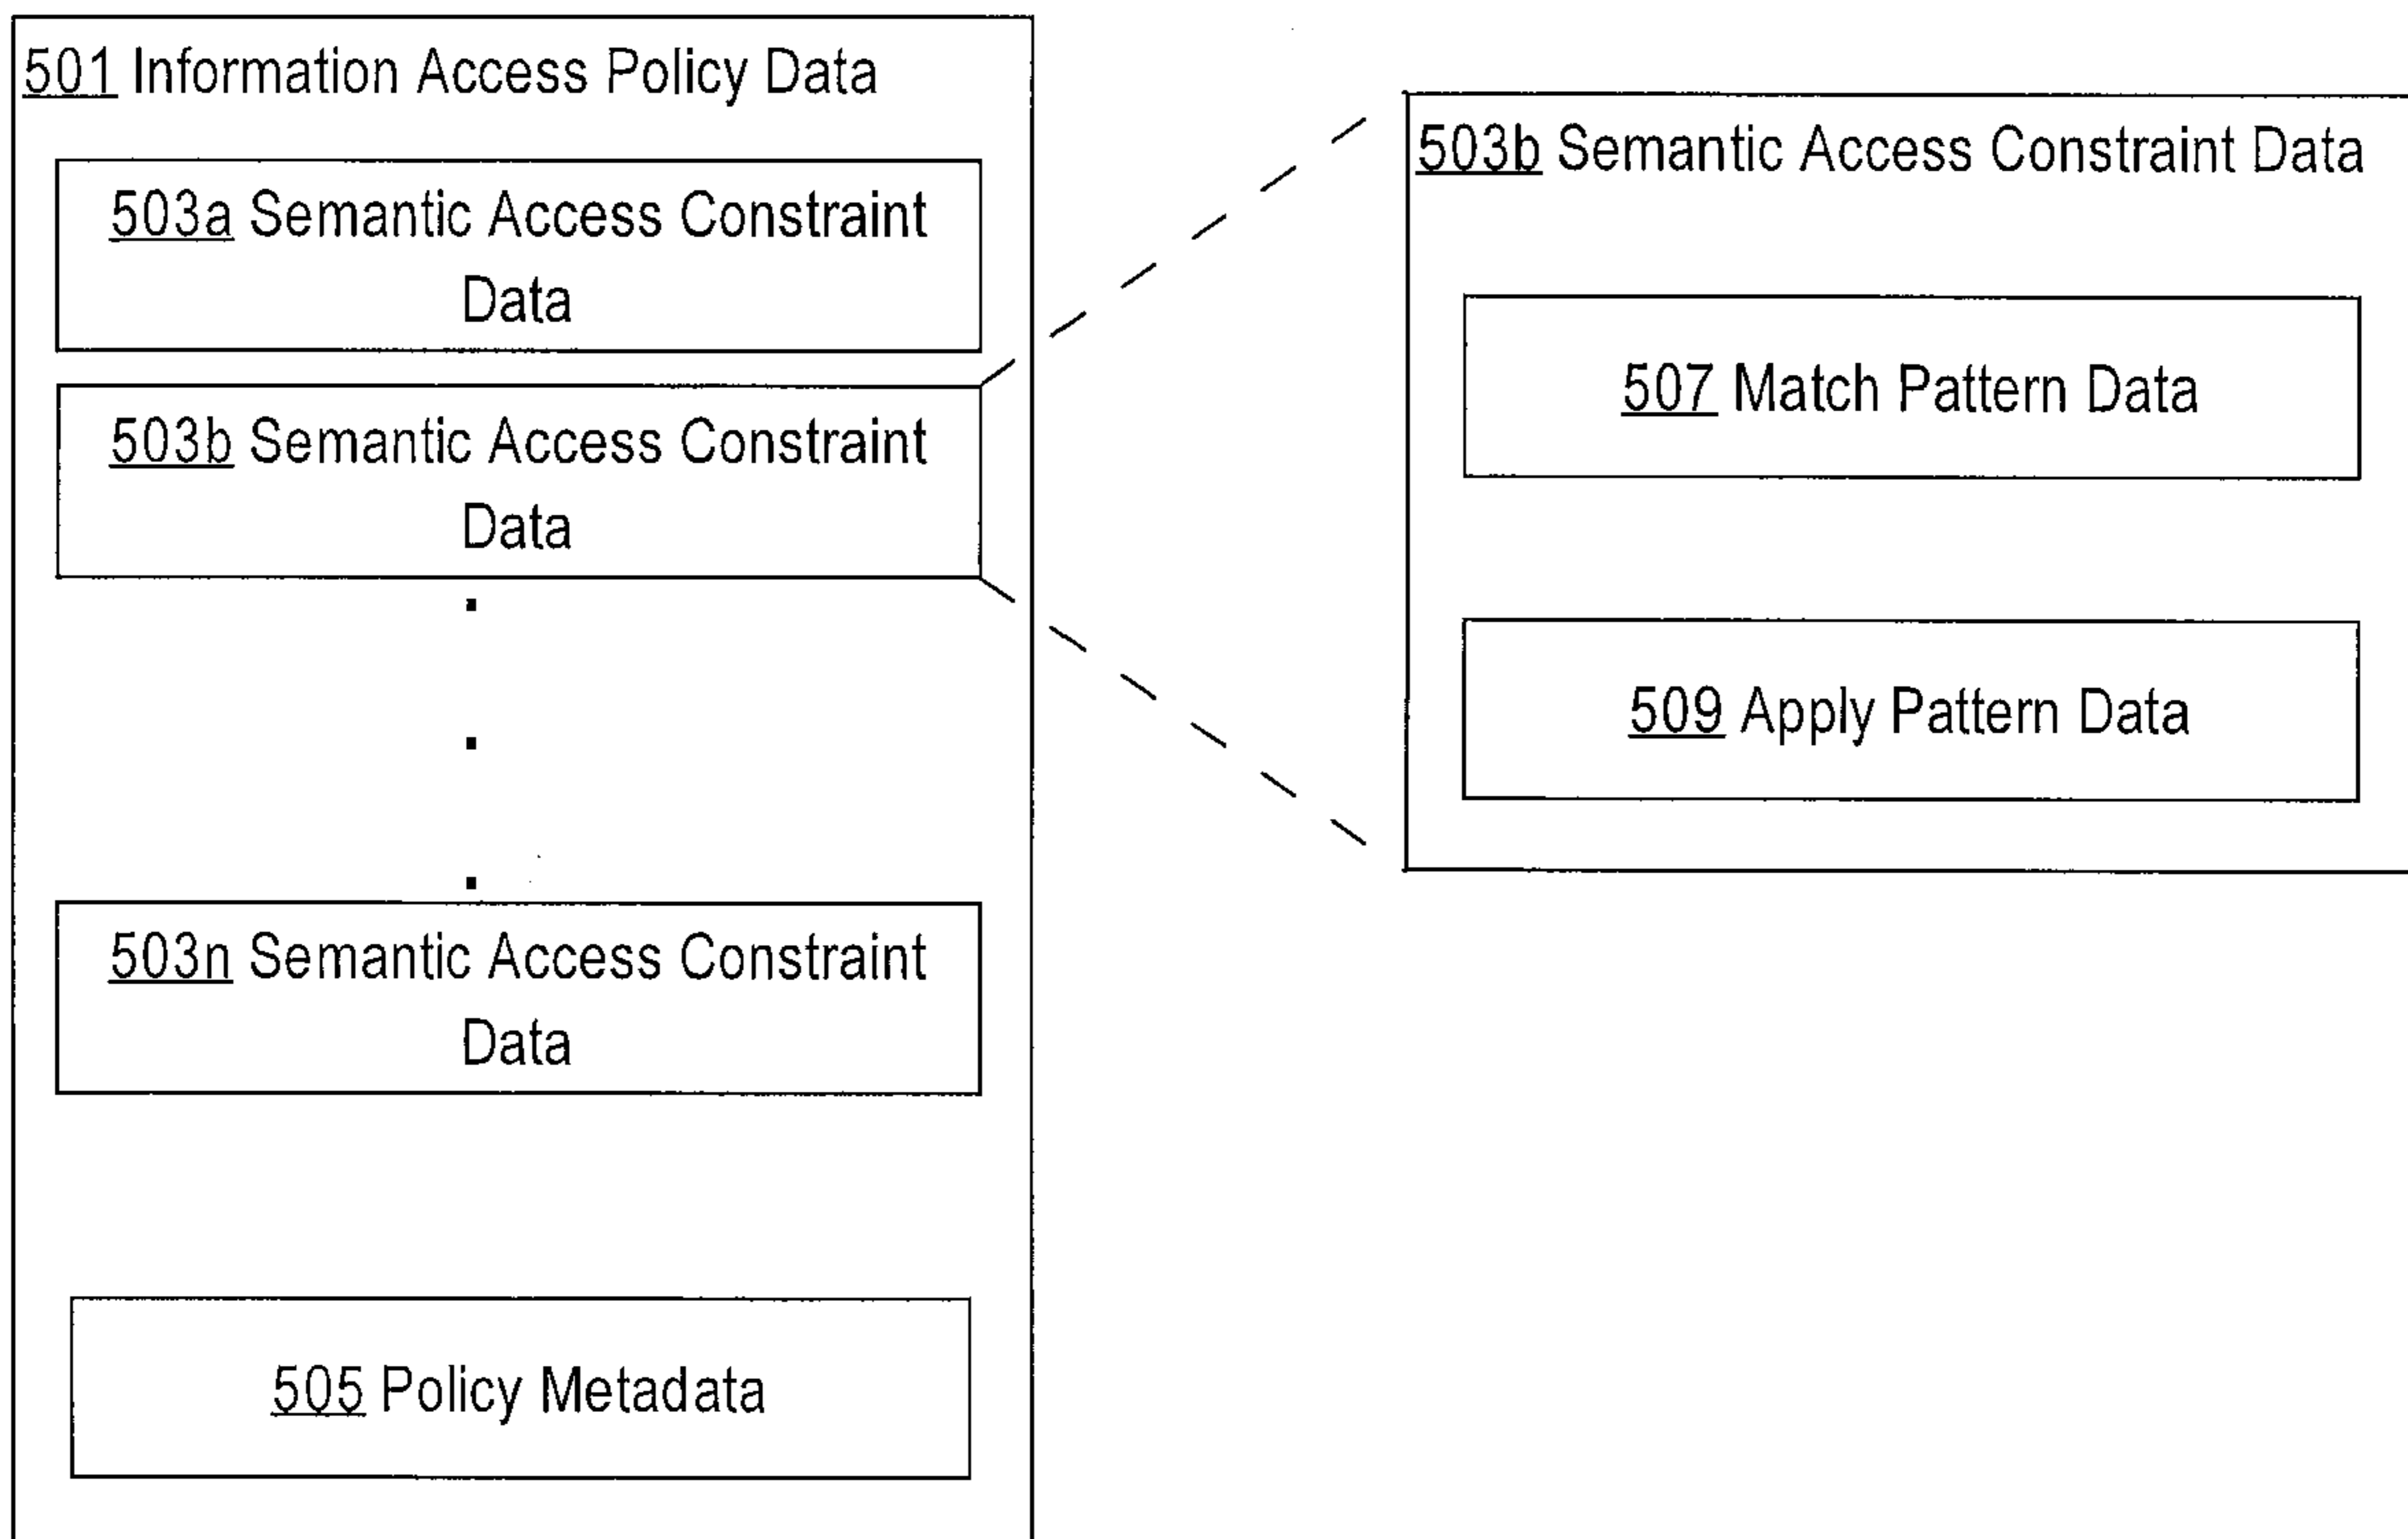 501 Information Access Policy Data
503a Semantic Access Constraint
Data
503b Semantic Access Constraint
Data
503n Semantic Access Constraint
Data
505 Policy Metadata
503b Semantic Access Constraint Data
507 Match Pattern Data
509 Apply Pattern Data